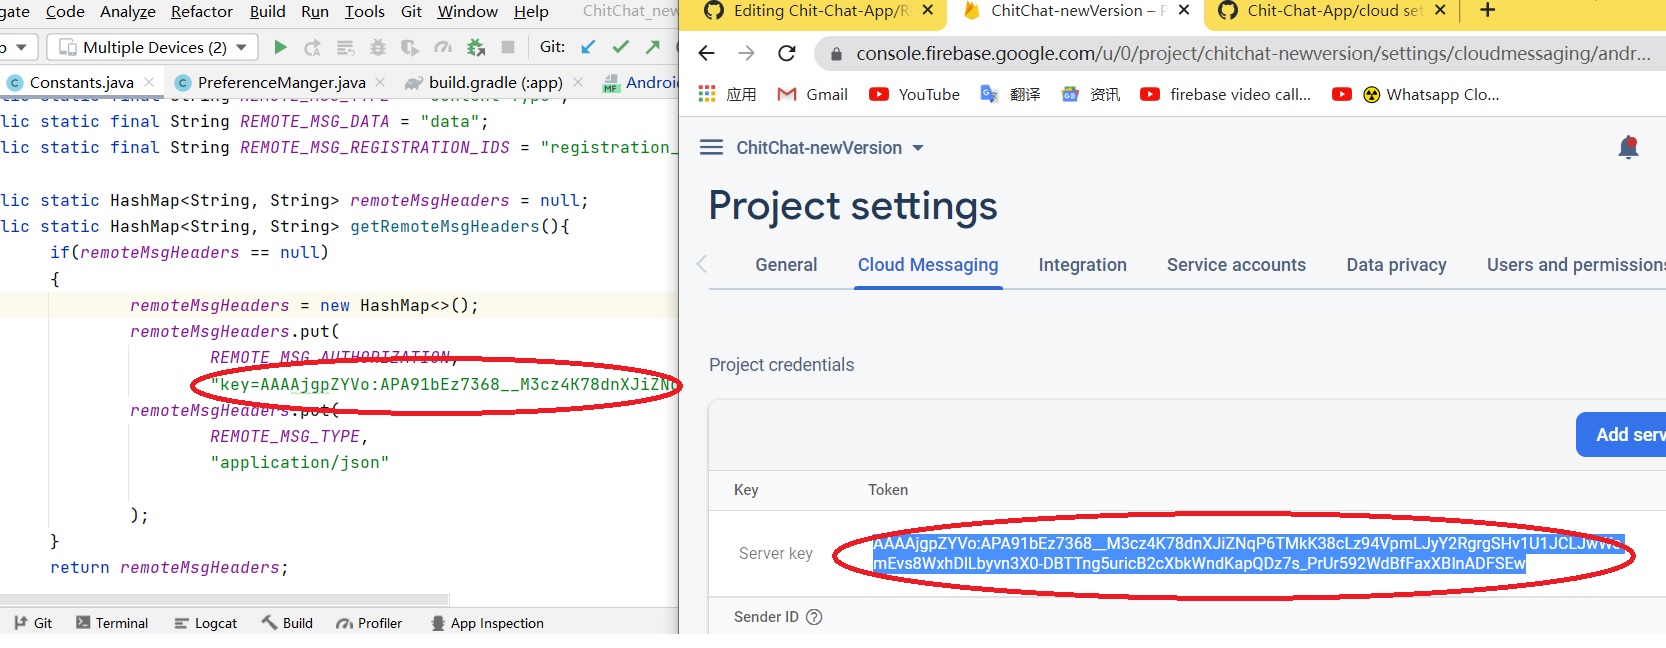 gate Code Analyze Refactor Build Run Tools Git Window Help ChitChat_new
Multiple Devices (2) Git:
Constants.java PreferenceManger.java build.gradle (:app) Androi
lic static final String REMOTE_MSG_DATA = "data";
lic static final String REMOTE_MSG_REGISTRATION_IDS = "registration_
lic static HashMap<String, String> remoteMsgHeaders = null;
lic static HashMap<String, String> getRemoteMsgHeaders(){
if(remoteMsgHeaders == null)
{
remoteMsgHeaders = new HashMap<>();
remoteMsgHeaders.put(
REMOTE_MSG_AUTHORIZATION,
"key=AAAAjgpZYVo:APA91bEz7368__M3cz4K78dnXJiZN
remoteMsgHeaders.put(
REMOTE_MSG_TYPE,
"application/json"
);
}
return remoteMsgHeaders;
Git Terminal Logcat Build Profiler App Inspection
Editing Chit-Chat-App/R ChitChat-newVersion – P Chit-Chat-App/cloud set
console.firebase.google.com/u/0/project/chitchat-newversion/settings/cloudmessaging/andr...
应用 Gmail YouTube 翻译 资讯 firebase video call... Whatsapp Clo...
ChitChat-newVersion
Project settings
General Cloud Messaging Integration Service accounts Data privacy Users and permissions
Project credentials
Add serv
Key Token
Server key
AAAAjgpZYVo:APA91bEz7368__M3cz4K78dnXJiZNqP6TMkK38cLz94VpmLJyY2RgrgSHv1U1JCLJwW
mEvs8WxhDlLbyvn3X0-DBTTng5uricB2cXbkWndKapQDz7s_PrUr592WdBfFaxXBInADFSEw
Sender ID